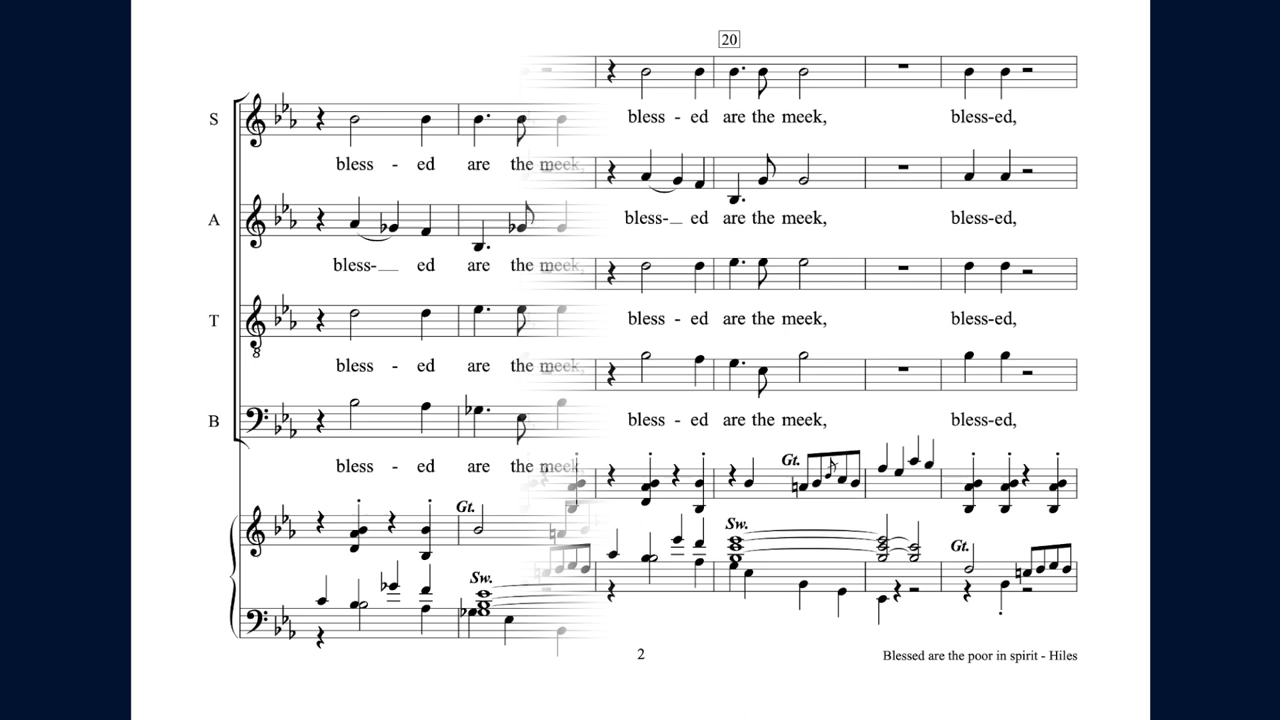 20
bless - ed are the meek, bless-ed,
S
bless - ed are the meek,
bless- ed are the meek, bless-ed,
A
bless- ed are the meek,
bless - ed are the meek, bless-ed,
T
8
bless - ed are the meek,
bless - ed are the meek, bless-ed,
B
bless - ed are the meek,
Gt.
Gt.
Sw.
Gt.
Sw.
2
Blessed are the poor in spirit - Hiles